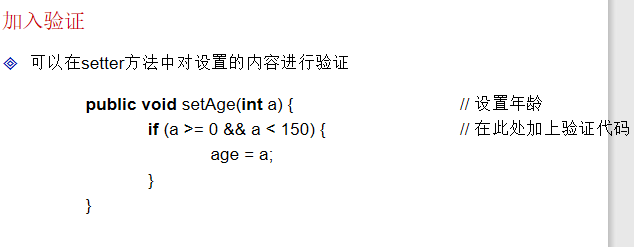 加入验证
可以在setter方法中对设置的内容进行验证
public void setAge(int a) { // 设置年龄
if (a >= 0 && a < 150) { // 在此处加上验证代码
age = a;
}
}